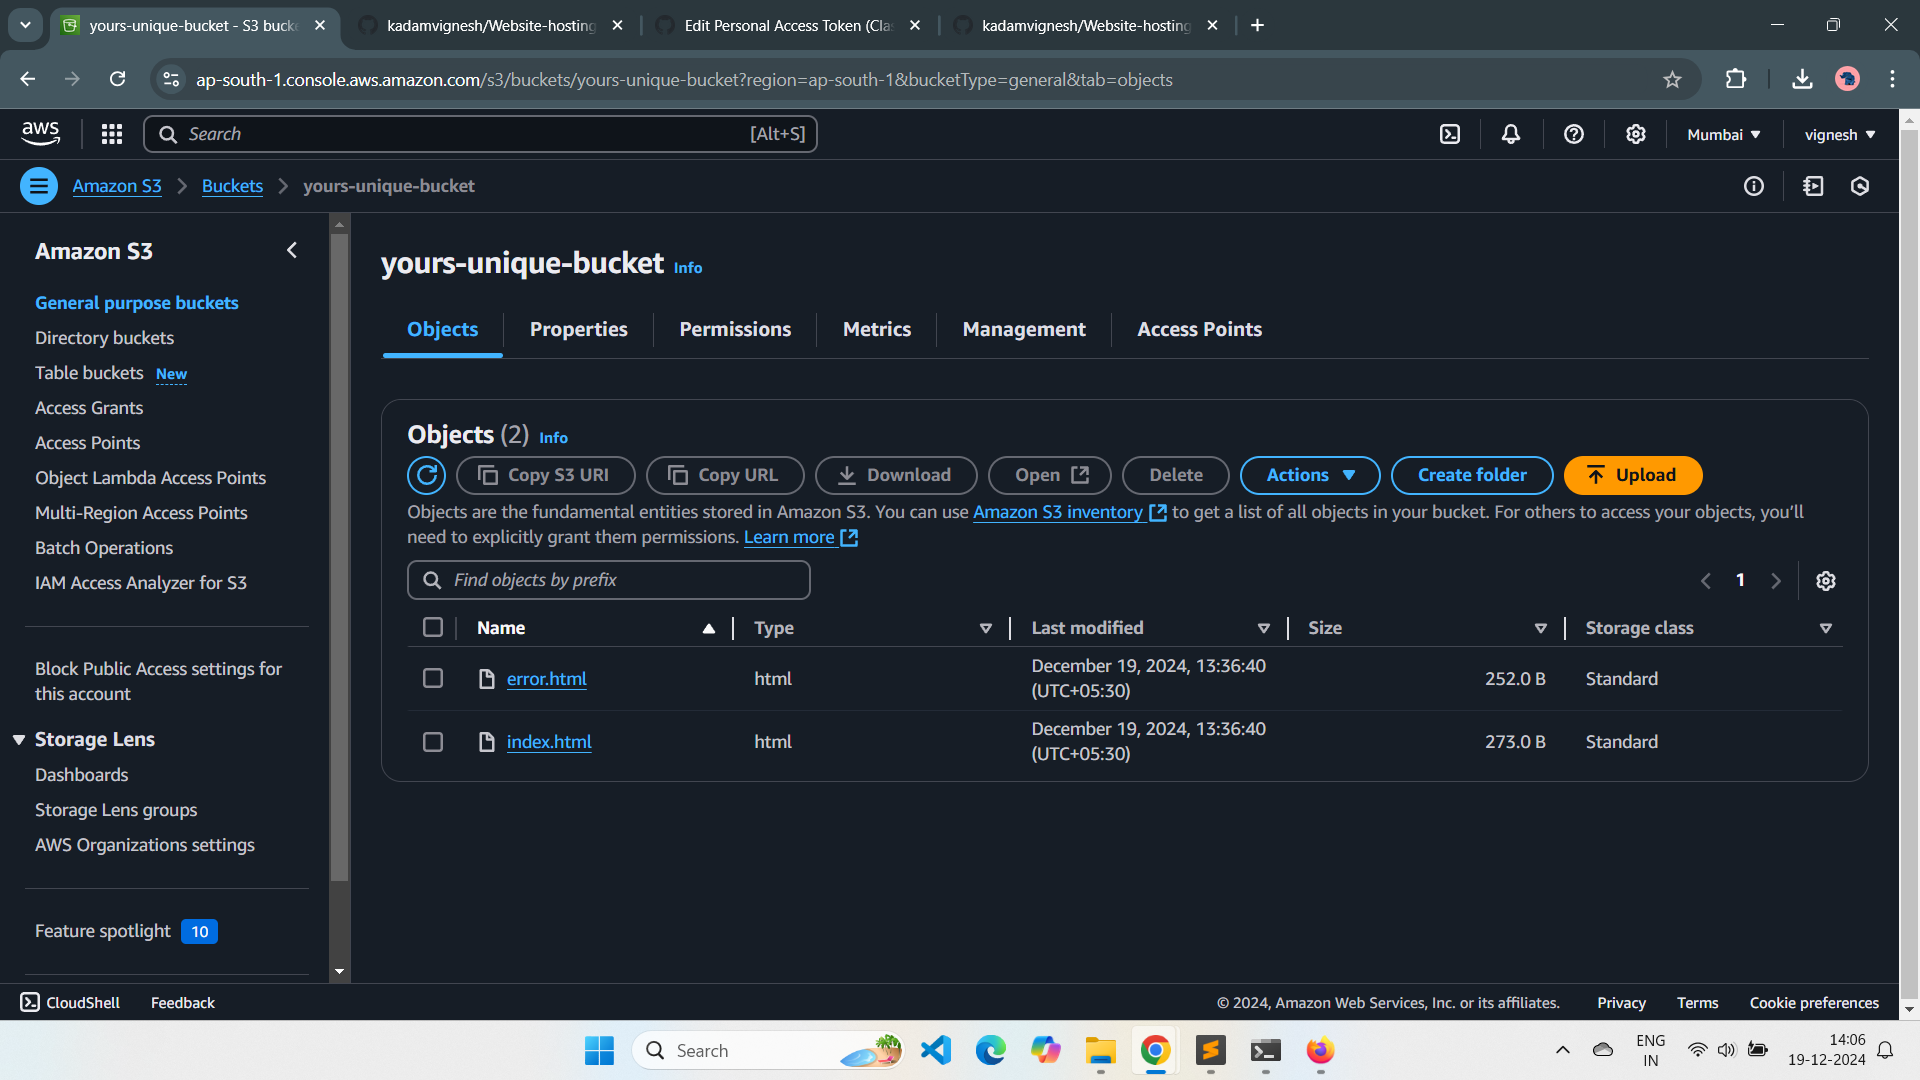 yours-unique-bucket - S3 bucke
kadamvignesh/Website-hosting
Edit Personal Access Token (Clas
kadamvignesh/Website-hosting
ap-south-1.console.aws.amazon.com/s3/buckets/yours-unique-bucket?region=ap-south-1&bucketType=general&tab=objects
aws
Search
[Alt+S]
Mumbai
vignesh
Amazon S3
Buckets
yours-unique-bucket
Amazon S3
General purpose buckets
Directory buckets
Table buckets New
Access Grants
Access Points
Object Lambda Access Points
Multi-Region Access Points
Batch Operations
IAM Access Analyzer for S3
Block Public Access settings for
this account
Storage Lens
Dashboards
Storage Lens groups
AWS Organizations settings
Feature spotlight 10
yours-unique-bucket Info
Objects
Properties
Permissions
Metrics
Management
Access Points
Objects (2) Info
Copy S3 URI
Copy URL
Download
Open
Delete
Actions
Create folder
Upload
Objects are the fundamental entities stored in Amazon S3. You can use Amazon S3 inventory to get a list of all objects in your bucket. For others to access your objects, you'll
need to explicitly grant them permissions. Learn more
Find objects by prefix
1
Name
Type
Last modified
Size
Storage class
error.html
html
December 19, 2024, 13:36:40
(UTC+05:30)
252.0 B
Standard
index.html
html
December 19, 2024, 13:36:40
(UTC+05:30)
273.0 B
Standard
CloudShell
Feedback
© 2024, Amazon Web Services, Inc. or its affiliates.
Privacy
Terms
Cookie preferences
Search
ENG
IN
14:06
19-12-2024